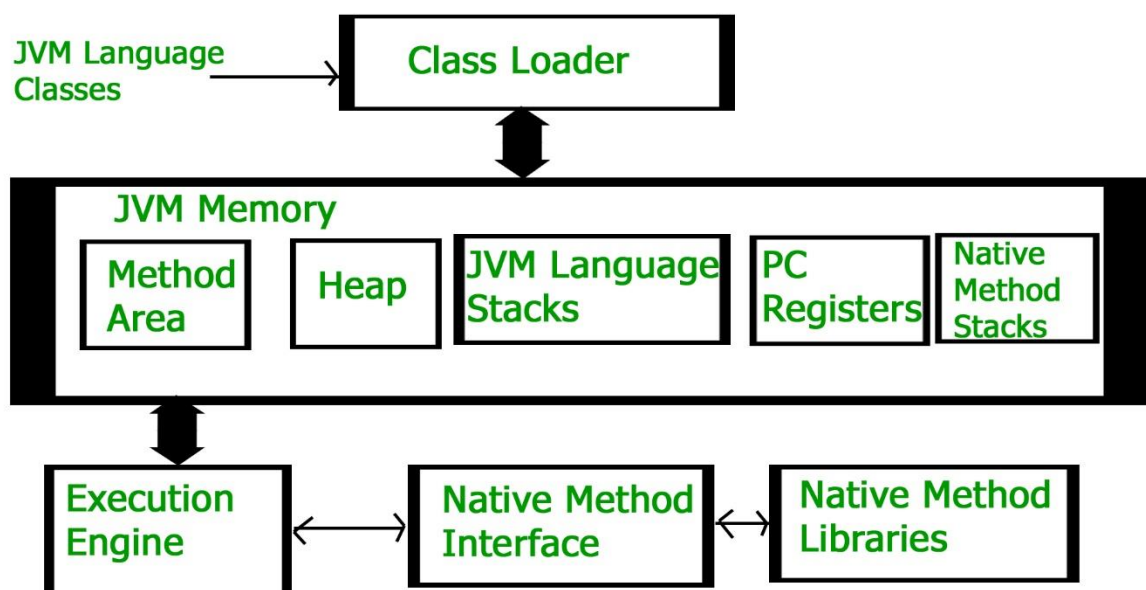 JVM Language
Classes
Class Loader
JVM Memory
Method
Area
Heap
JVM Language
Stacks
PC
Registers
Native
Method
Stacks
Execution
Engine
Native Method
Interface
Native Method
Libraries